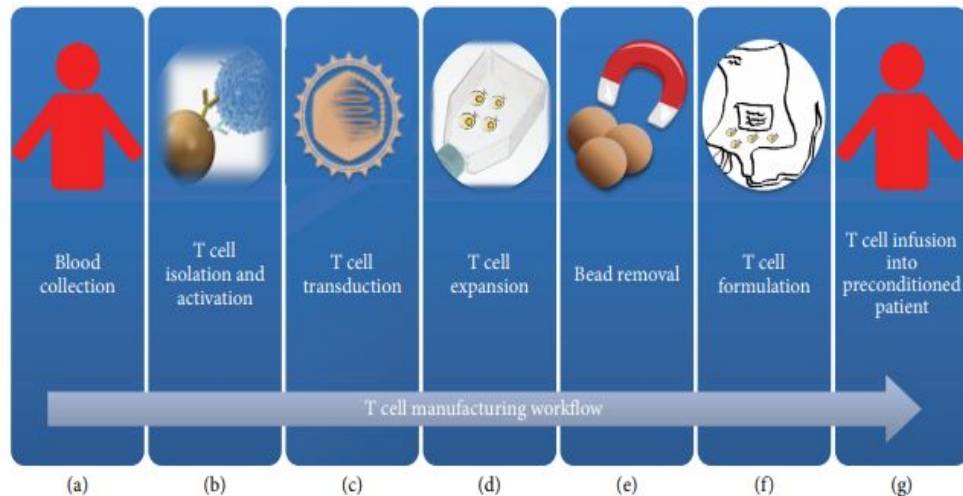 Blood
collection
T cell
isolation and
activation
T cell
transduction
T cell
expansion
Bead removal
T cell
formulation
T cell infusion
into
preconditioned
patient
T cell manufacturing workflow
(a)
(b)
(c)
(d)
(e)
(f)
(g)